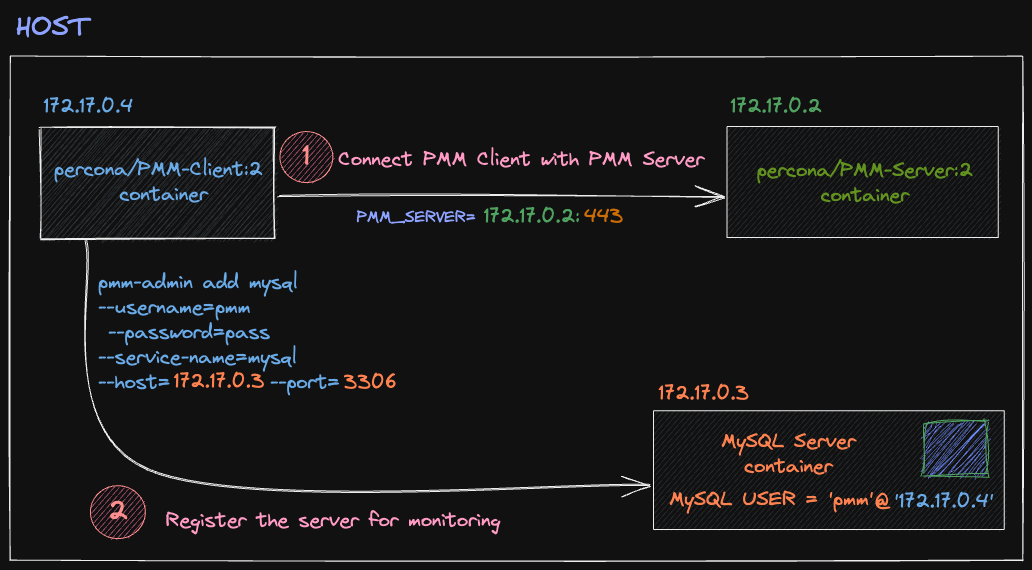 HOST
172.17.0.4
172.17.0.2
percona/PMM-Client:2
container
1
Connect PMM Client with PMM Server
PMM_SERVER= 172.17.0.2:443
percona/PMM-Server:2
container
pmm-admin add mysql
--username=pmm
--password=pass
--service-name=mysql
--host=172.17.0.3 --port=3306
172.17.0.3
MySQL Server
container
MySQL USER = 'pmm'@'172.17.0.4'
2
Register the server for monitoring